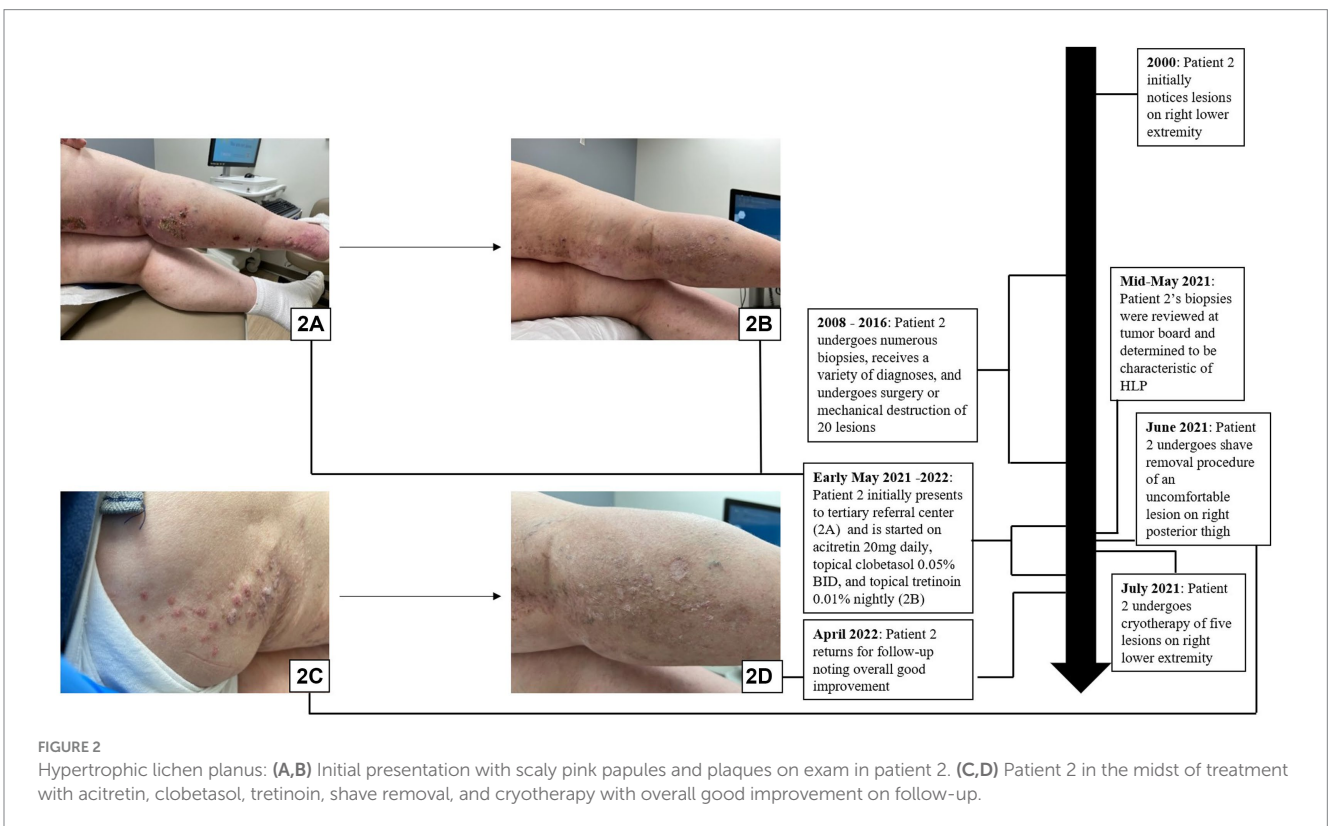 2000: Patient 2
initially
notices lesions
on right lower
extremity
2A
2B
2008 - 2016: Patient 2
undergoes numerous
biopsies, receives a
variety of diagnoses, and
undergoes surgery or
mechanical destruction of
20 lesions
Mid-May 2021:
Patient 2's biopsies
were reviewed at
tumor board and
determined to be
characteristic of
HLP
June 2021: Patient
2 undergoes shave
removal procedure
of an
uncomfortable
lesion on right
posterior thigh
Early May 2021 -2022:
Patient 2 initially presents
to tertiary referral center
(2A)  and is started on
acitretin 20mg daily,
topical clobetasol 0.05%
BID, and topical tretinoin
0.01% nightly (2B)
July 2021: Patient
2 undergoes
cryotherapy of five
lesions on right
lower extremity
April 2022: Patient 2
returns for follow-up
noting overall good
improvement
2C
2D
FIGURE 2
Hypertrophic lichen planus: (A,B) Initial presentation with scaly pink papules and plaques on exam in patient 2. (C,D) Patient 2 in the midst of treatment
with acitretin, clobetasol, tretinoin, shave removal, and cryotherapy with overall good improvement on follow-up.